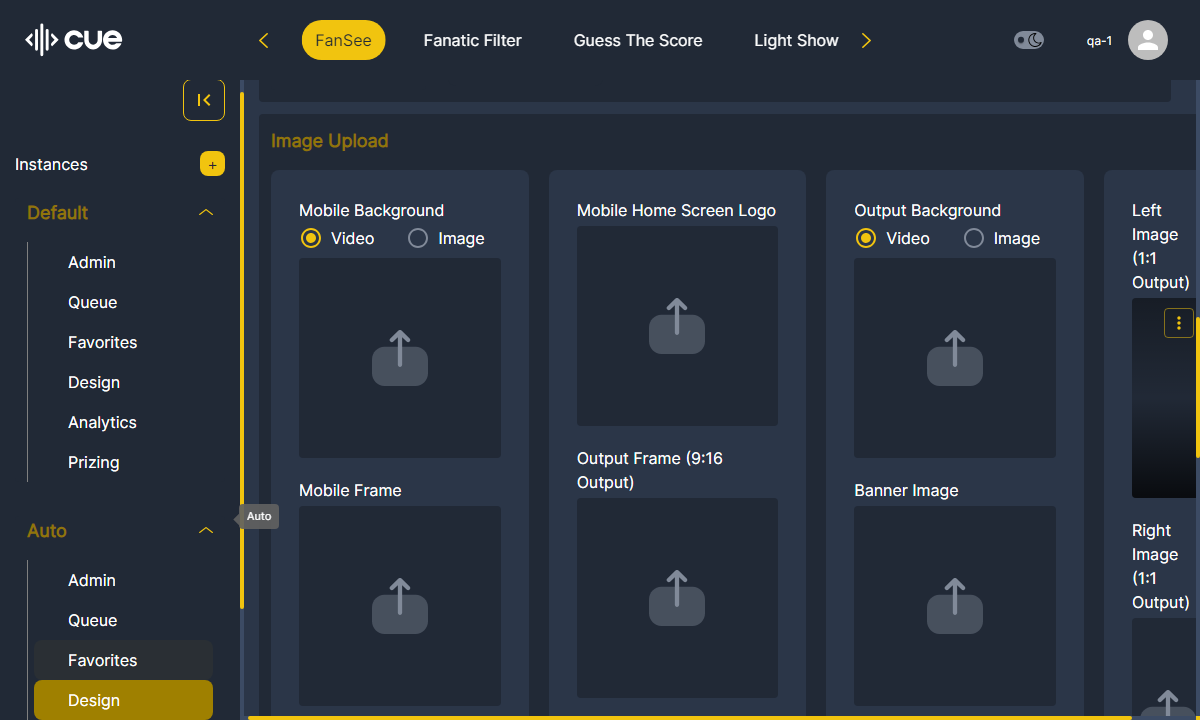 cue
FanSee
Fanatic Filter
Guess The Score
Light Show
qa-1
Instances
+
Default
Admin
Queue
Favorites
Design
Analytics
Prizing
Auto
Admin
Queue
Favorites
Design
Auto
Image Upload
Mobile Background
Video
Image
Mobile Frame
Mobile Home Screen Logo
Output Frame (9:16
Output)
Output Background
Video
Image
Banner Image
Left
Image
(1:1
Output)
Right
Image
(1:1
Output)